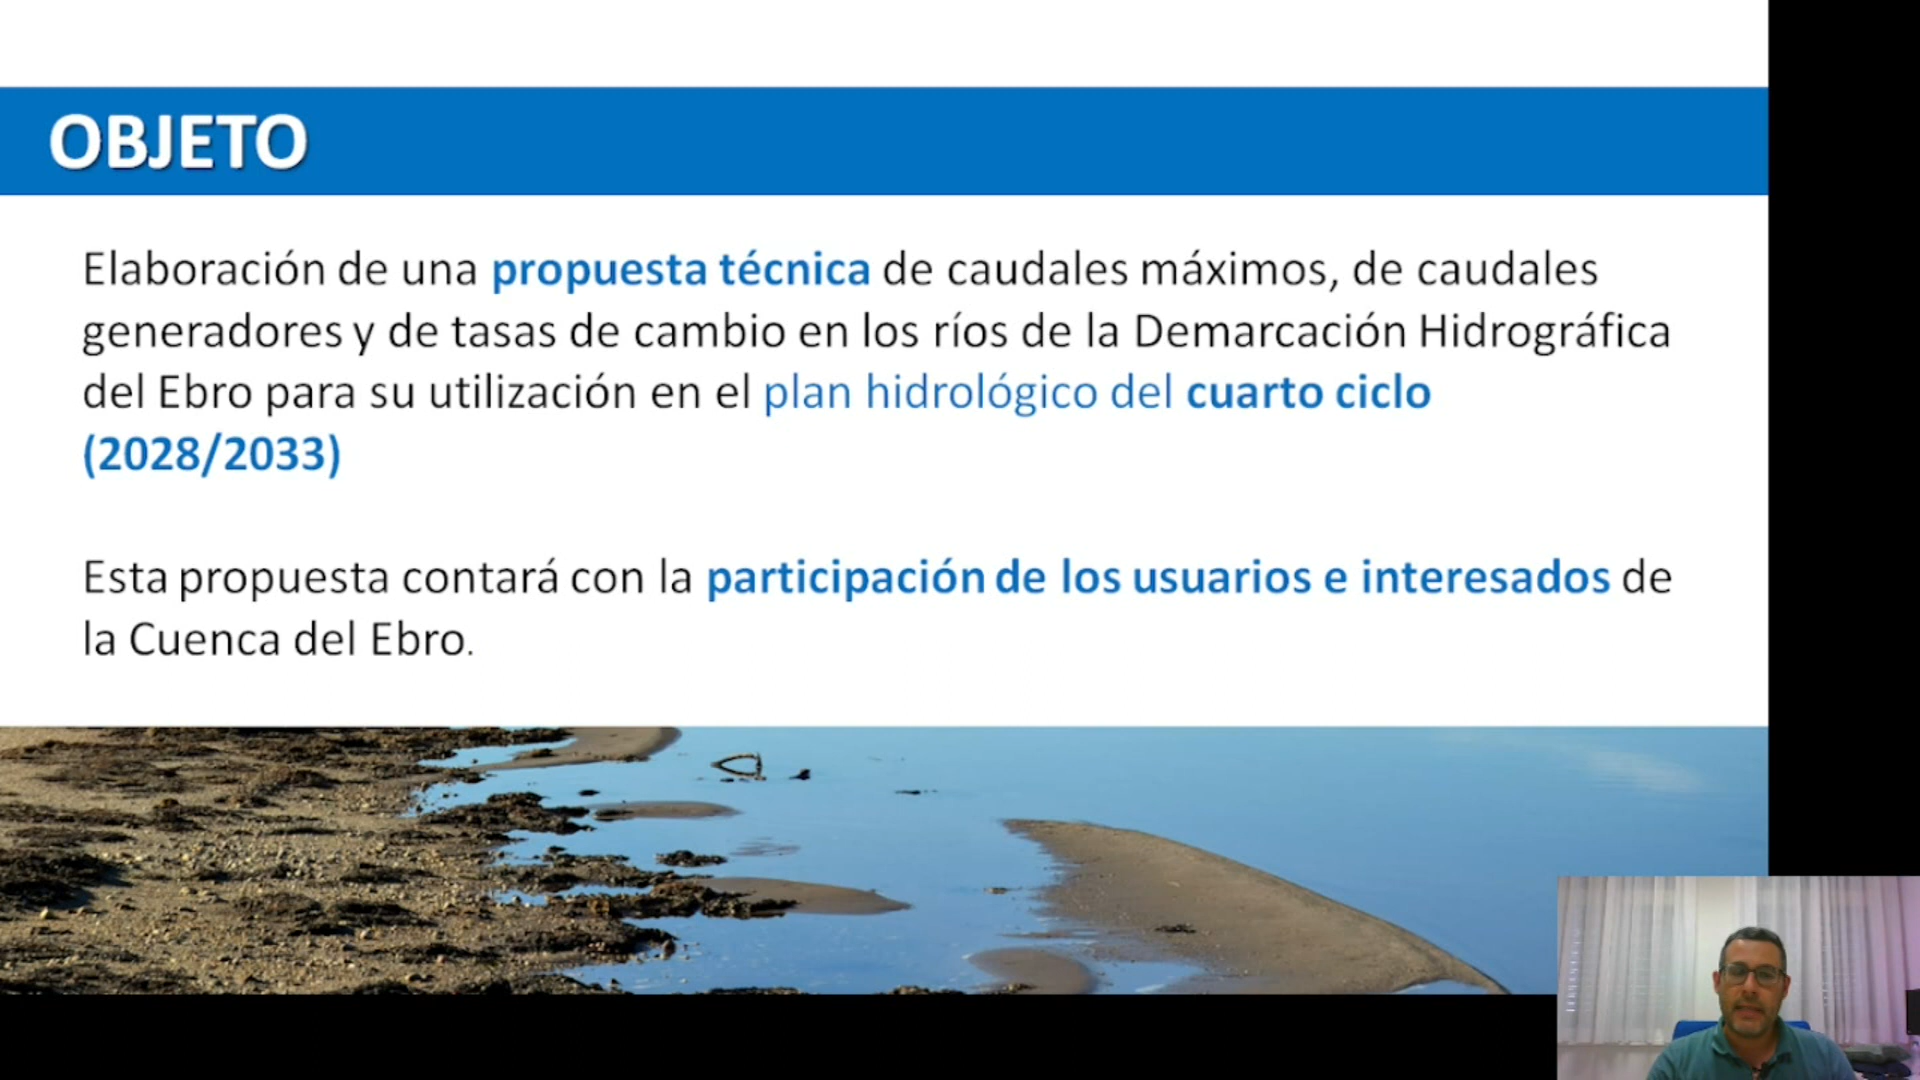 OBJETO
Elaboración de una propuesta técnica de caudales máximos, de caudales
generadores y de tasas de cambio en los ríos de la Demarcación Hidrográfica
del Ebro para su utilización en el plan hidrológico del cuarto ciclo
(2028/2033)
Esta propuesta contará con la participación de los usuarios e interesados de
la Cuenca del Ebro.